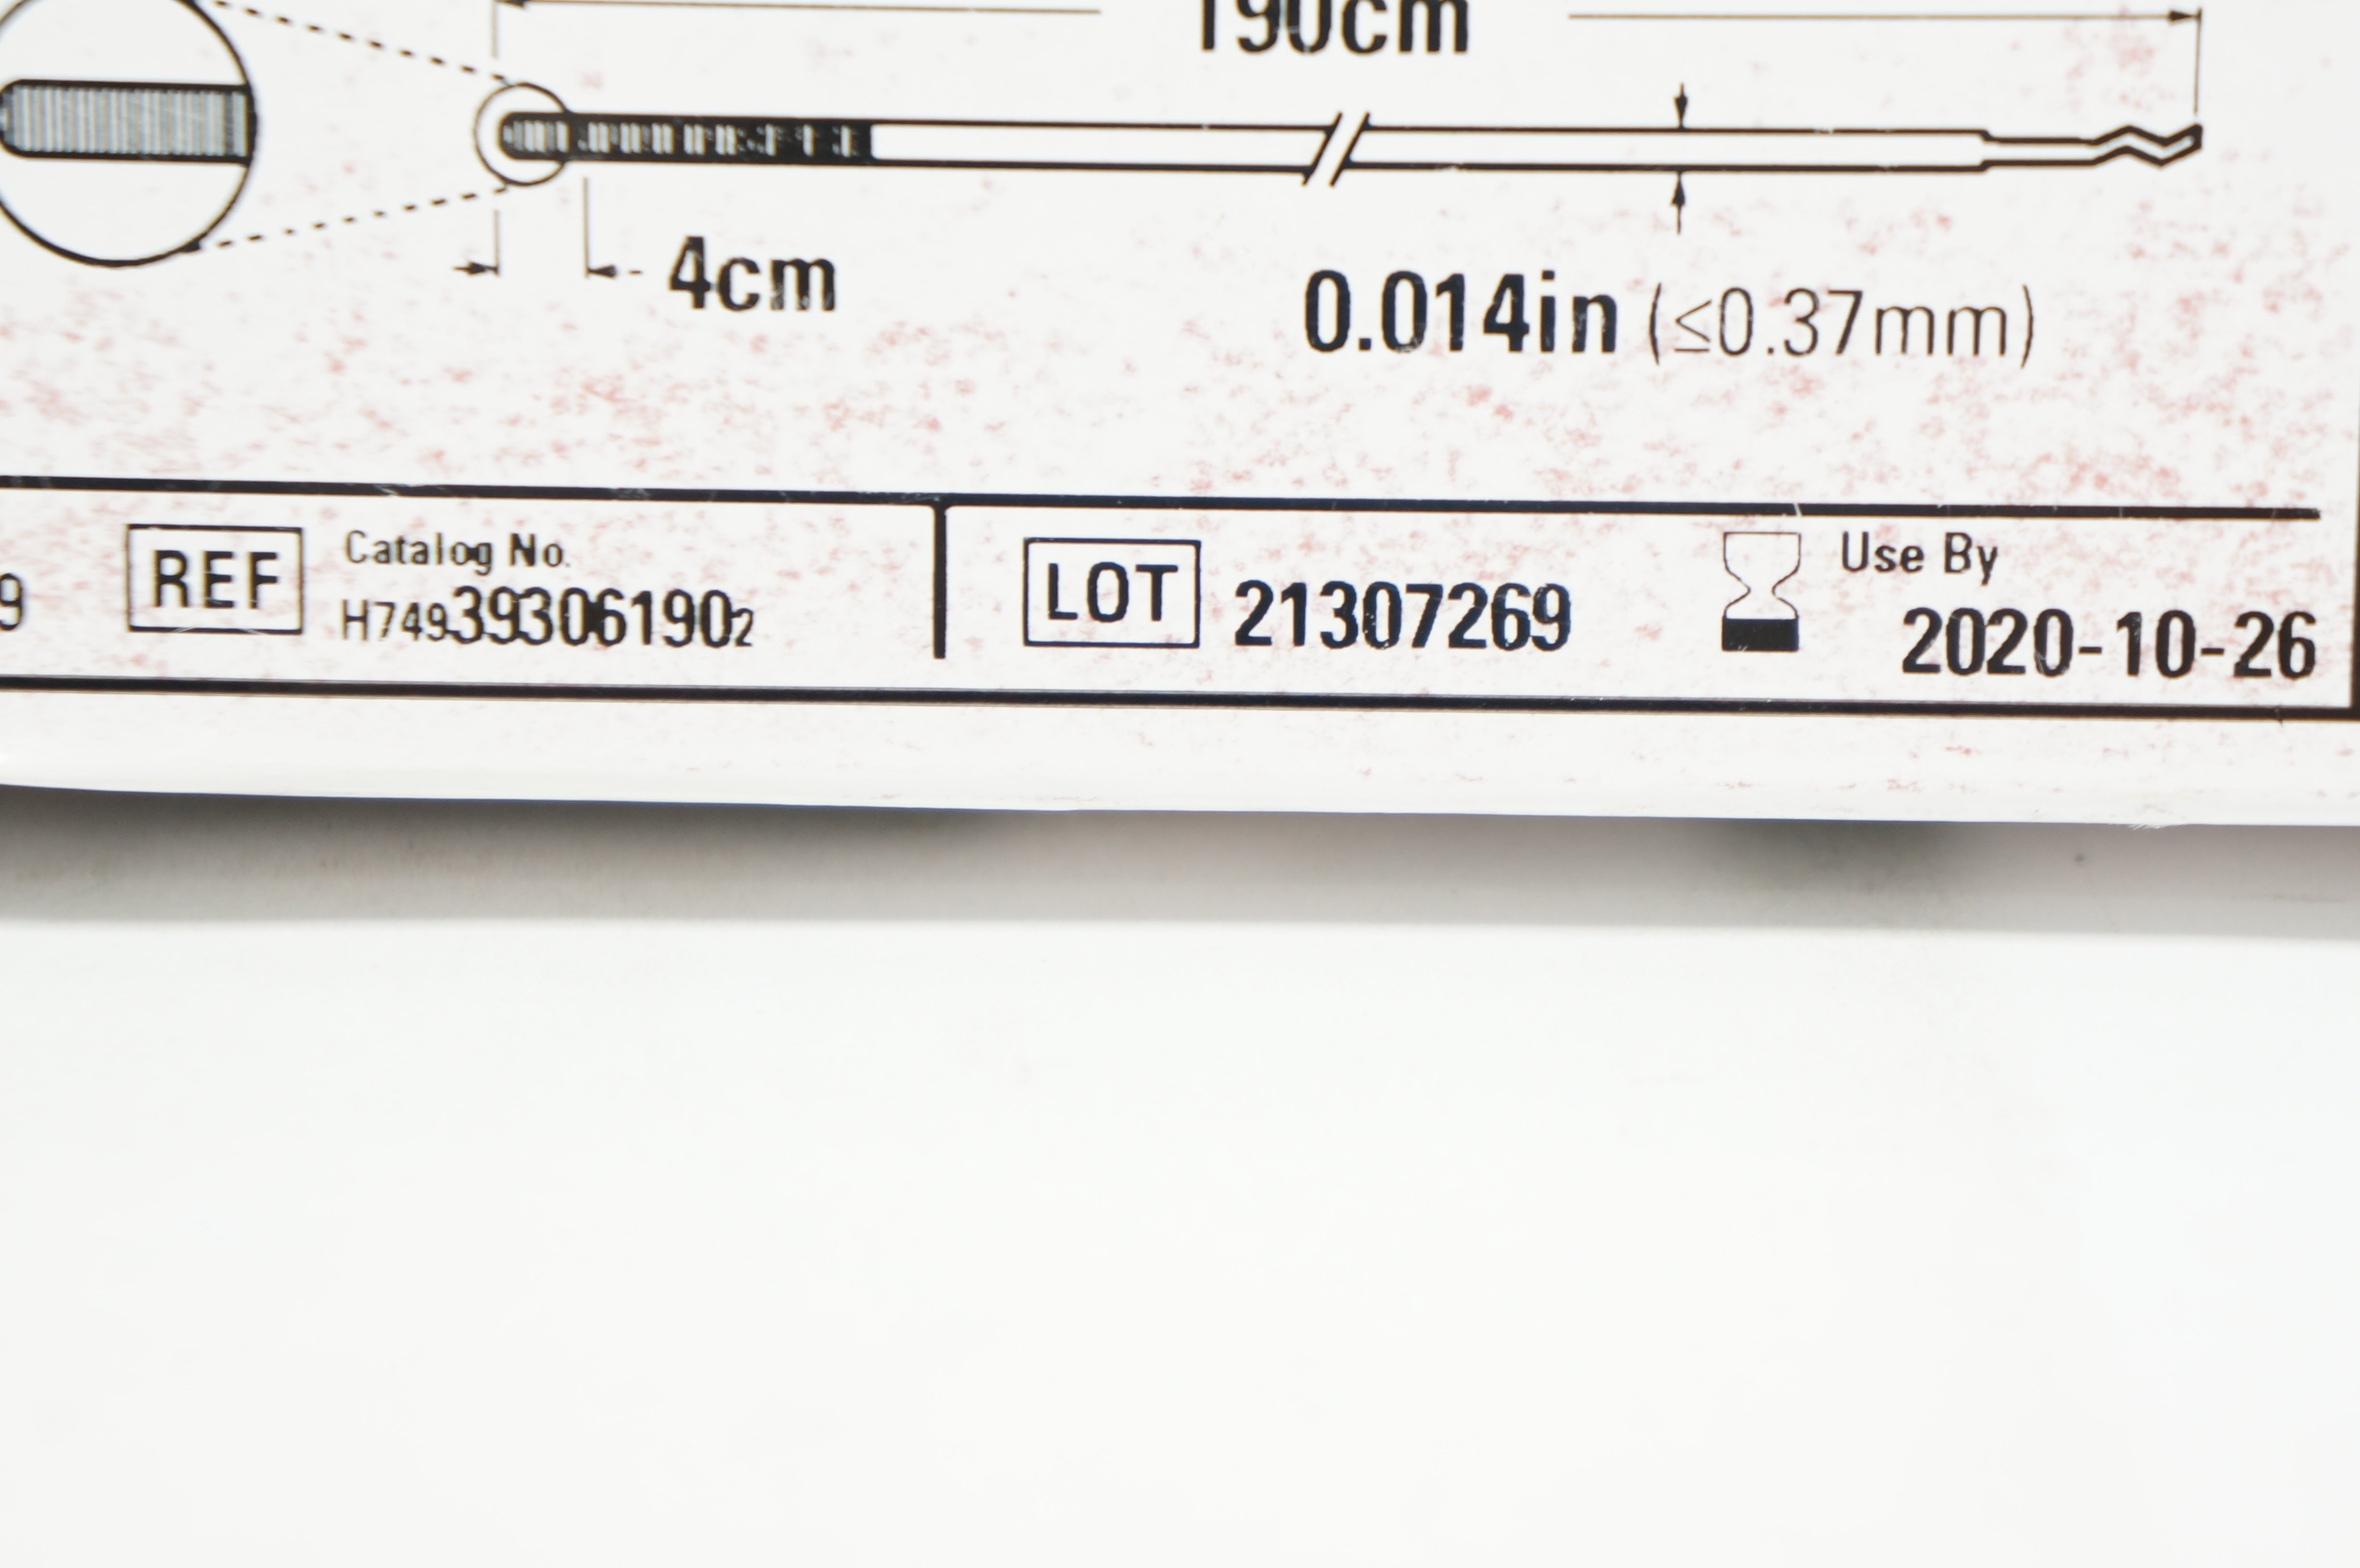 190cm
4cm
0.014in (≤0.37mm)
9
REF
Catalog No.
H749393061902
LOT 21307269
Use By
2020-10-26